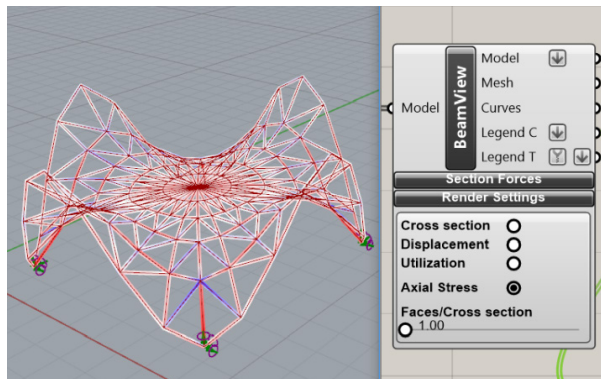 Model
Mesh
Model
BeamView
Curves
Legend C
Legend T
Section Forces
Render Settings
Cross section
Displacement
Utilization
Axial Stress
Faces/Cross section
1.00